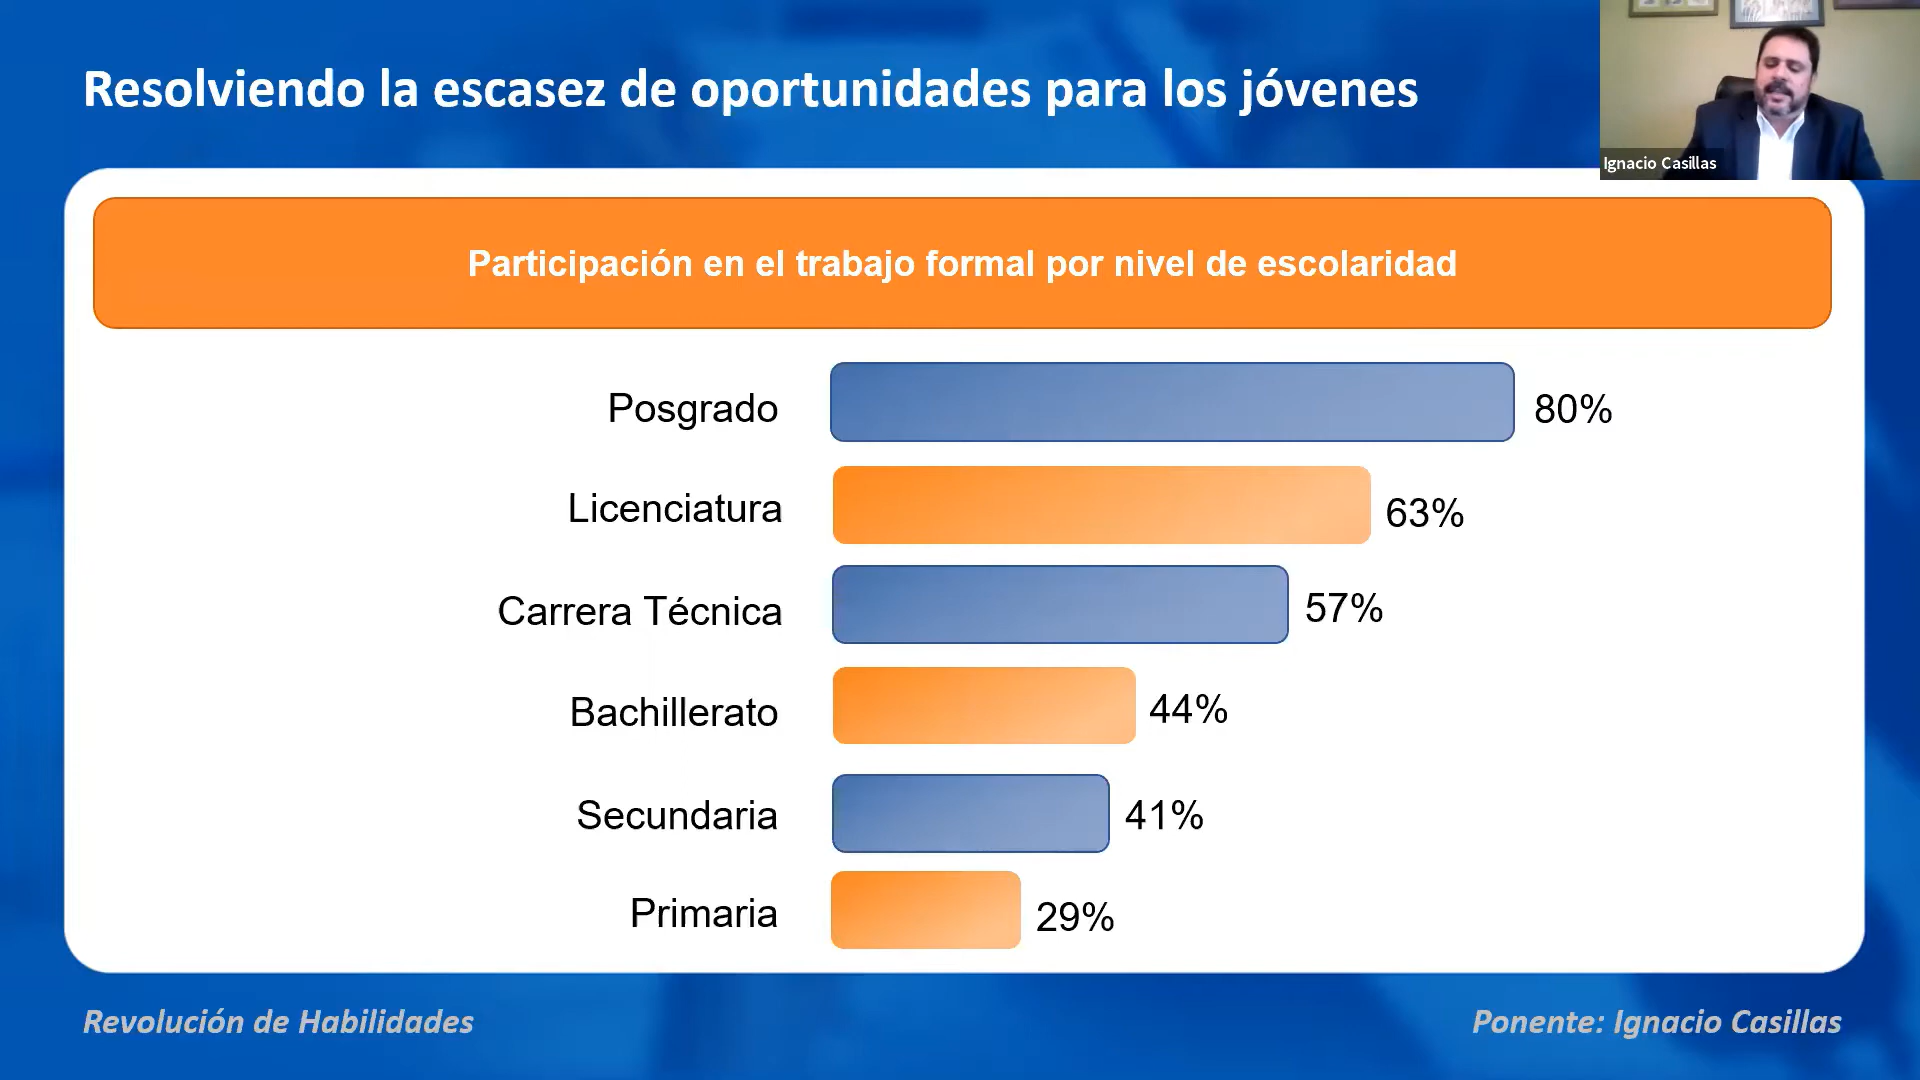 Resolviendo la escasez de oportunidades para los jóvenes
Ignacio Casillas
Participación en el trabajo formal por nivel de escolaridad
Posgrado 80%
Licenciatura 63%
Carrera Técnica 57%
Bachillerato 44%
Secundaria 41%
Primaria 29%
Revolución de Habilidades
Ponente: Ignacio Casillas